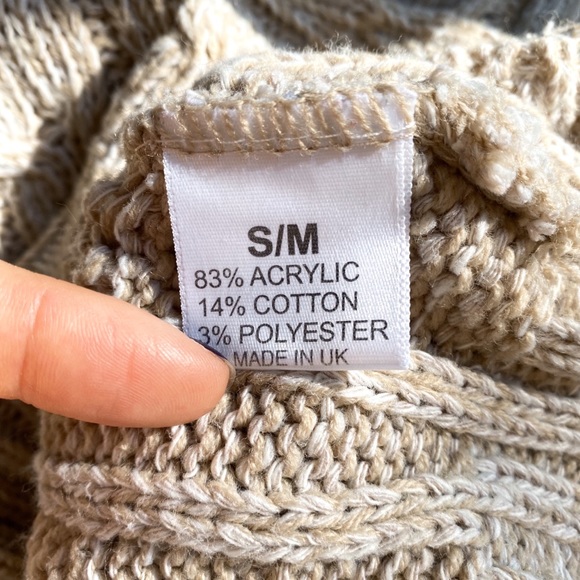 S/M
83% ACRYLIC
14% COTTON
3% POLYESTER
MADE IN UK